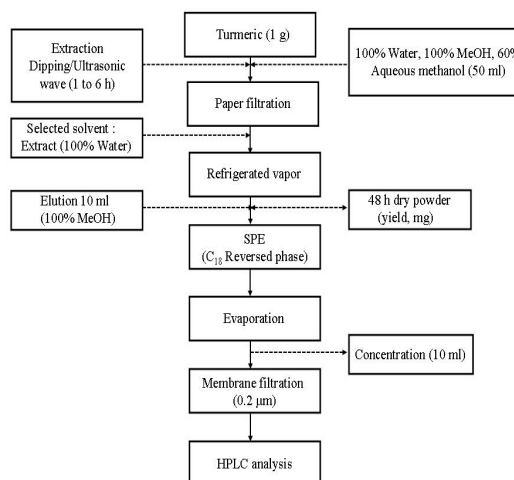 Turmeric (1 g)
Extraction
Dipping/Ultrasonic
wave (1 to 6 h)
100% Water, 100% MeOH, 60%
Aqueous methanol (50 ml)
Paper filtration
Selected solvent :
Extract (100% Water)
Refrigerated vapor
Elution 10 ml
(100% MeOH)
48 h dry powder
(yield, mg)
SPE
(C18 Reversed phase)
Evaporation
Concentration (10 ml)
Membrane filtration
(0.2 μm)
HPLC analysis